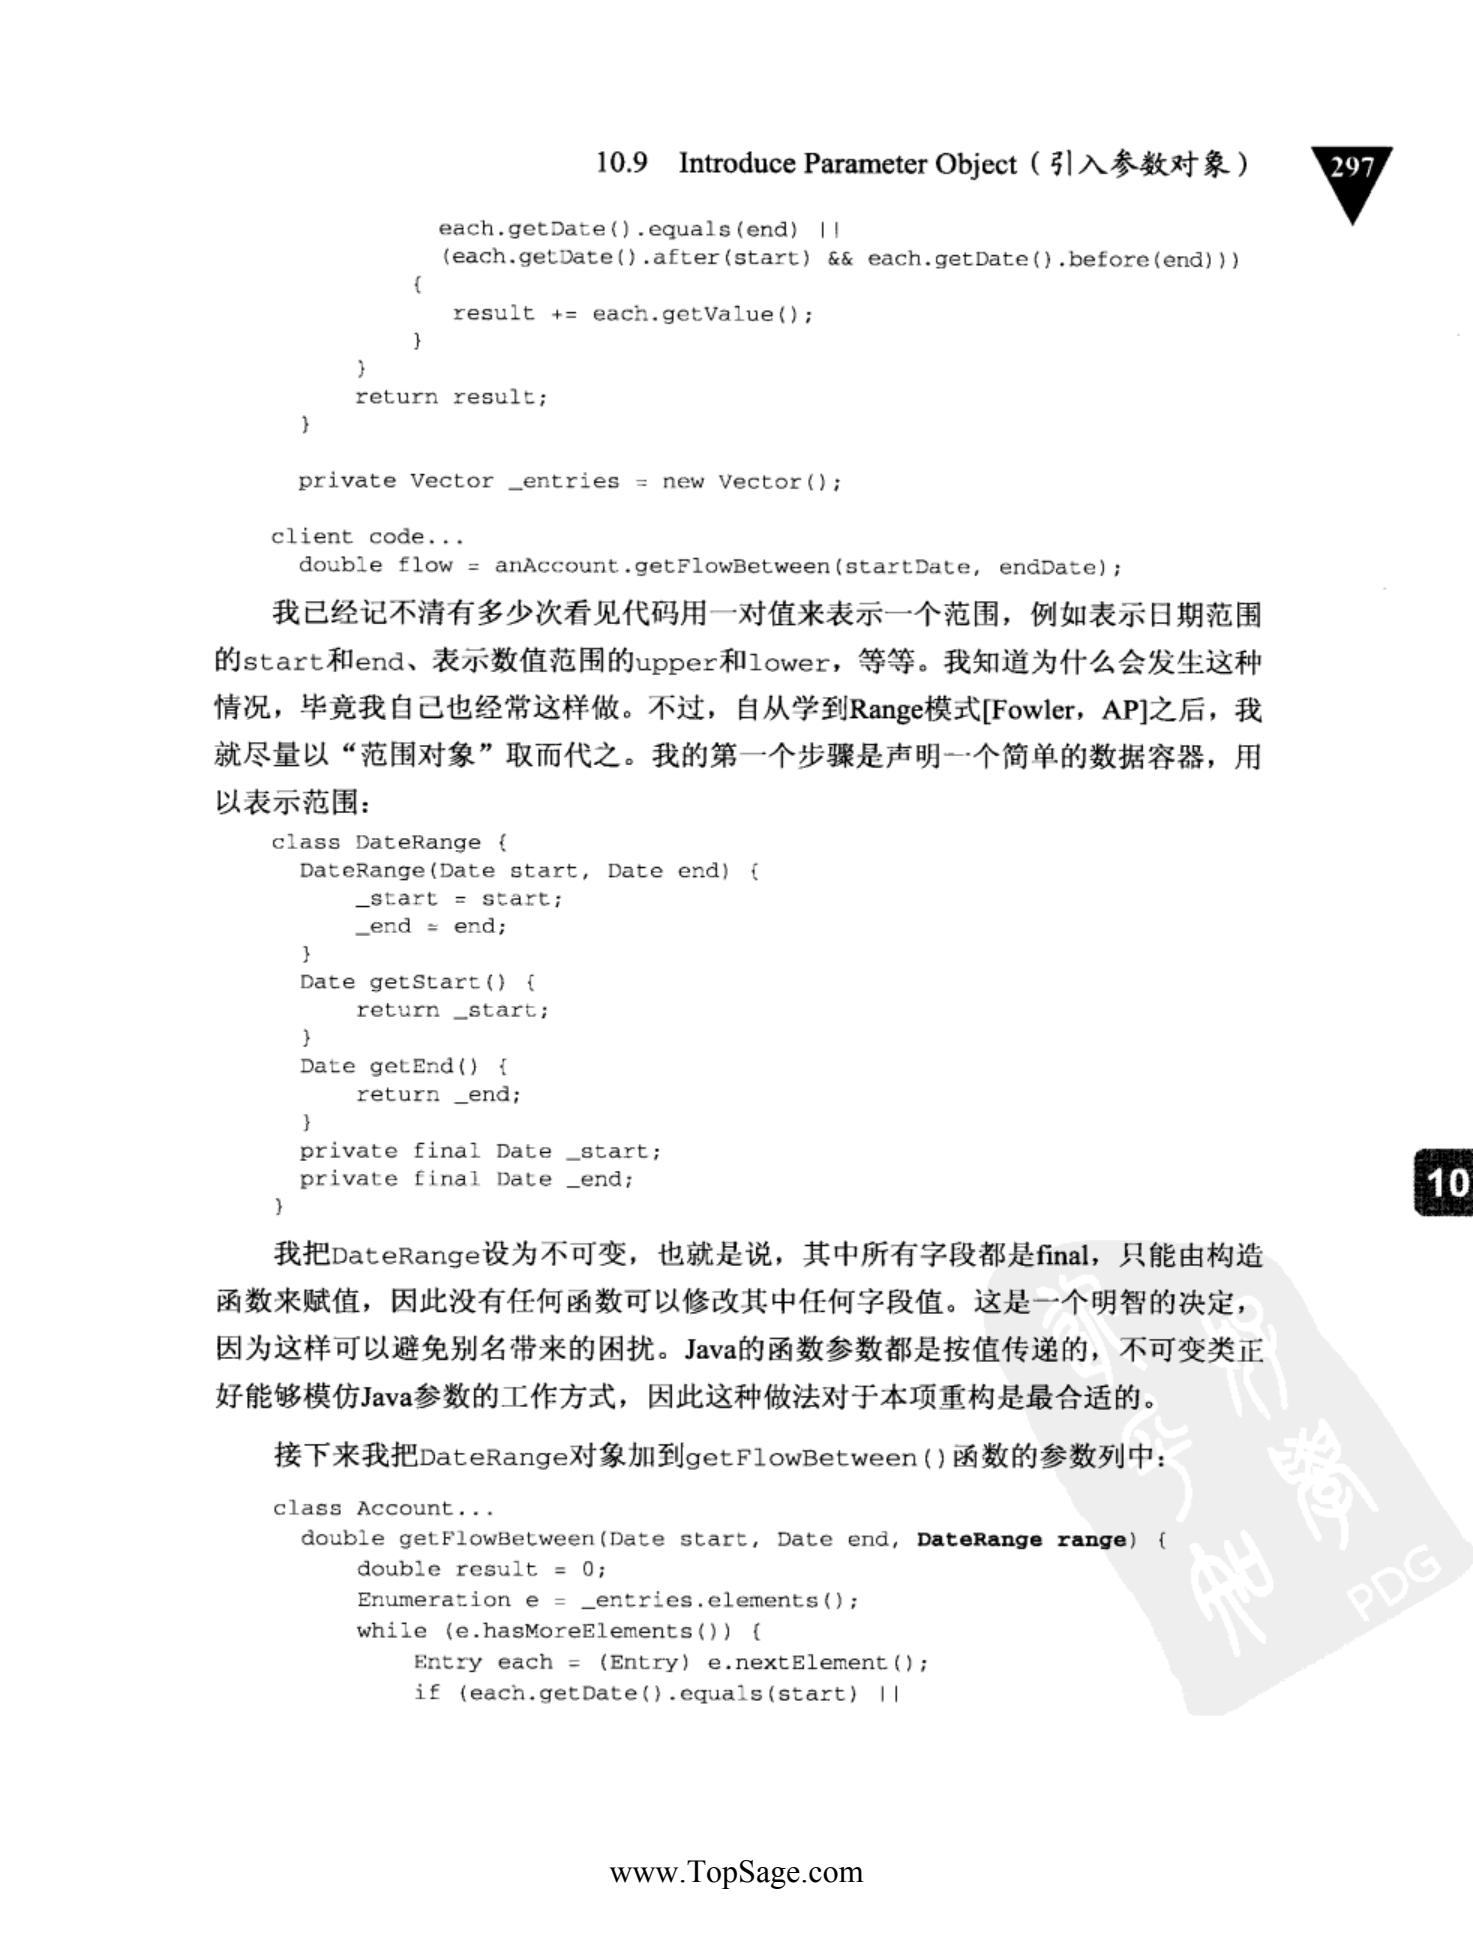 10.9 Introduce Parameter Object（引入参数对象）
297
each.getDate().equals(end) ||
(each.getDate().after(start) && each.getDate().before(end)))
{
result += each.getValue();
}
}
return result;
}
private Vector _entries = new Vector();
client code...
double flow = anAccount.getFlowBetween(startDate, endDate);
我已经记不清有多少次看见代码用一对值来表示一个范围，例如表示日期范围
的start和end、表示数值范围的upper和lower，等等。我知道为什么会发生这种
情况，毕竟我自己也经常这样做。不过，自从学到Range模式[Fowler，AP]之后，我
就尽量以“范围对象”取而代之。我的第一个步骤是声明一个简单的数据容器，用
以表示范围：
class DateRange {
DateRange(Date start, Date end) {
_start = start;
_end = end;
}
Date getStart() {
return _start;
}
Date getEnd() {
return _end;
}
private final Date _start;
private final Date _end;
}
10
我把DateRange设为不可变，也就是说，其中所有字段都是final，只能由构造
函数来赋值，因此没有任何函数可以修改其中任何字段值。这是一个明智的决定，
因为这样可以避免别名带来的困扰。Java的函数参数都是按值传递的，不可变类正
好能够模仿Java参数的工作方式，因此这种做法对于本项重构是最合适的。
接下来我把DateRange对象加到getFlowBetween()函数的参数列中：
class Account...
double getFlowBetween(Date start, Date end, DateRange range) {
double result = 0;
Enumeration e = _entries.elements();
while (e.hasMoreElements()) {
Entry each = (Entry) e.nextElement();
if (each.getDate().equals(start) ||
PDG
www.TopSage.com